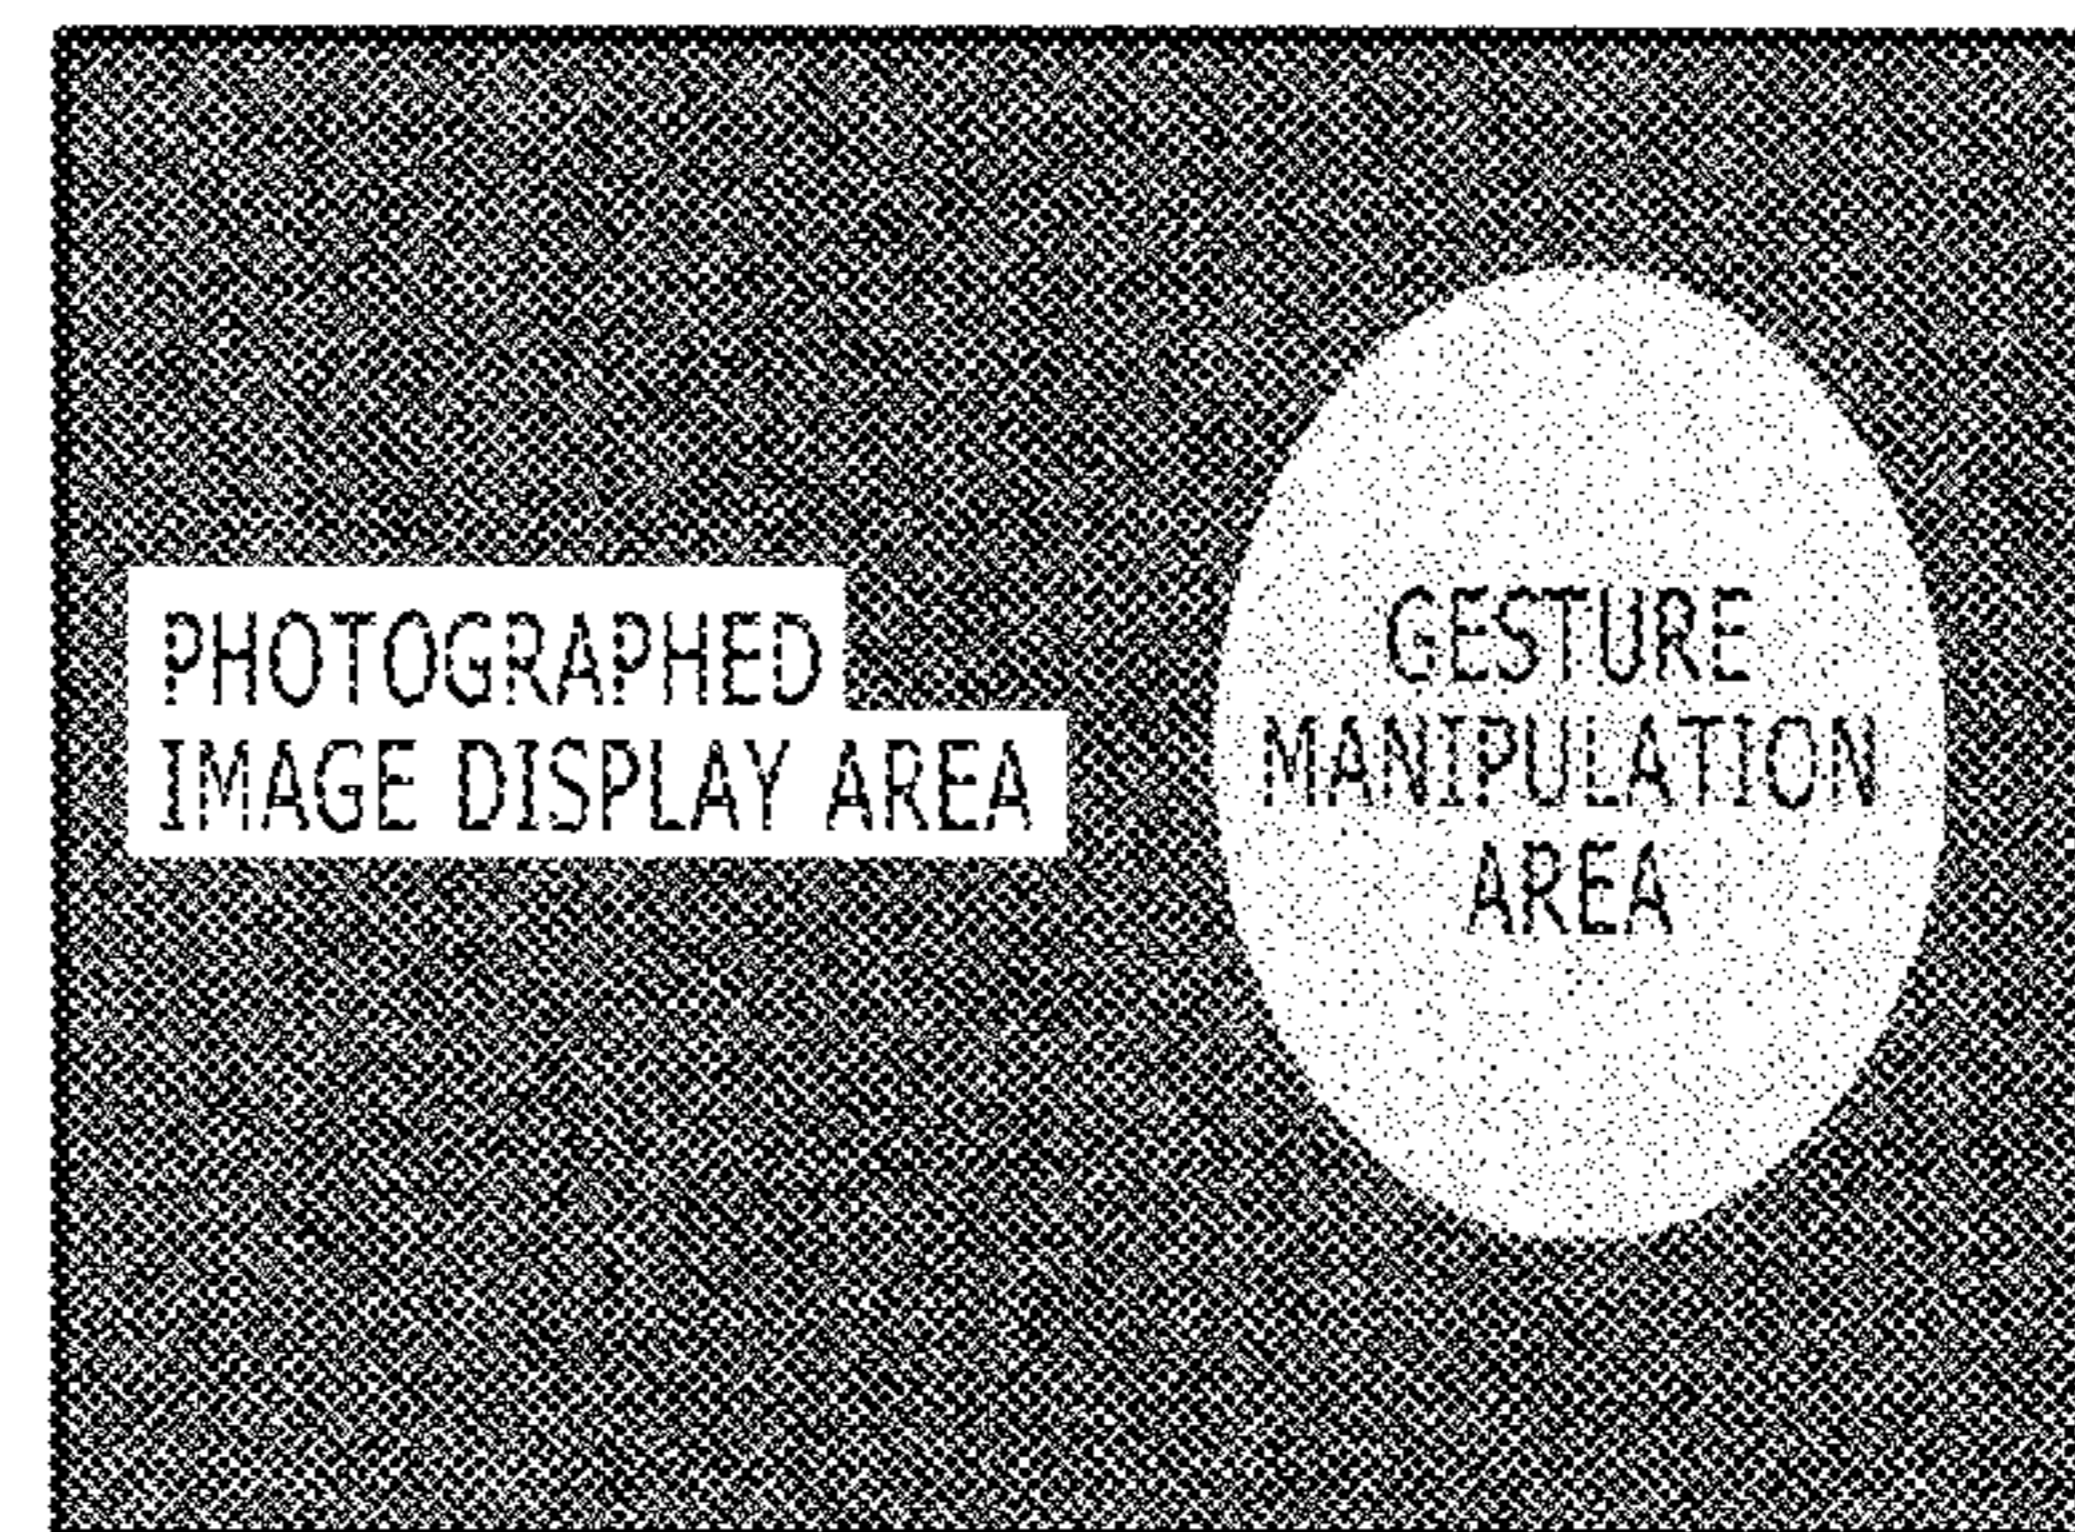 PHOTOGRAPHED
IMAGE DISPLAY AREA
GESTURE
MANIPULATION
AREA